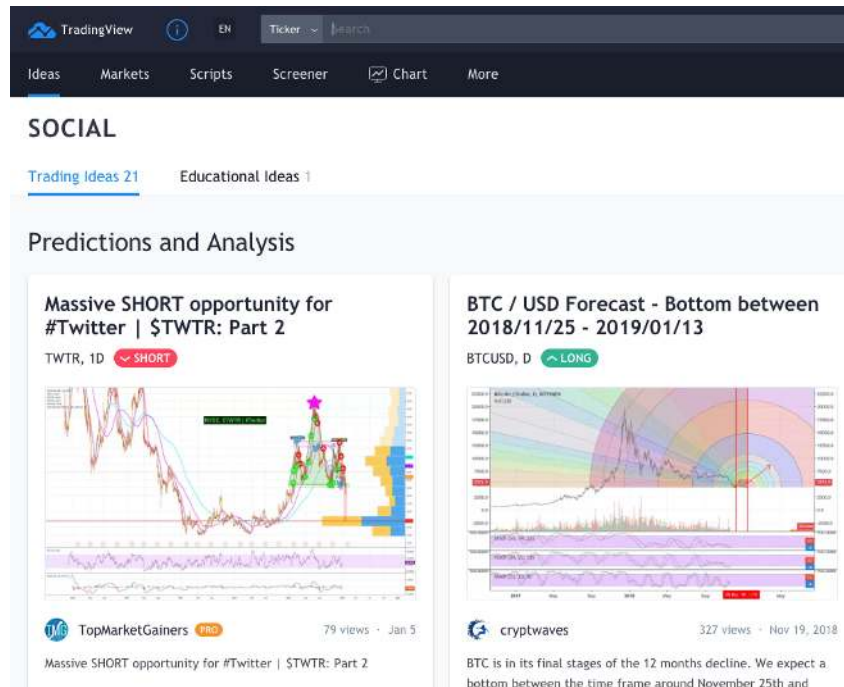 TradingView
EN
Ticker
Search
Ideas Markets Scripts Screener Chart More
SOCIAL
Trading Ideas 21 Educational Ideas 1
Predictions and Analysis
Massive SHORT opportunity for
#Twitter | $TWTR: Part 2
TWTR, 1D SHORT
TopMarketGainers PRO 79 views · Jan 5
Massive SHORT opportunity for #Twitter | $TWTR: Part 2
BTC / USD Forecast - Bottom between
2018/11/25 - 2019/01/13
BTCUSD, D LONG
cryptwaves 327 views · Nov 19, 2018
BTC is in its final stages of the 12 months decline. We expect a
bottom between the time frame around November 25th and